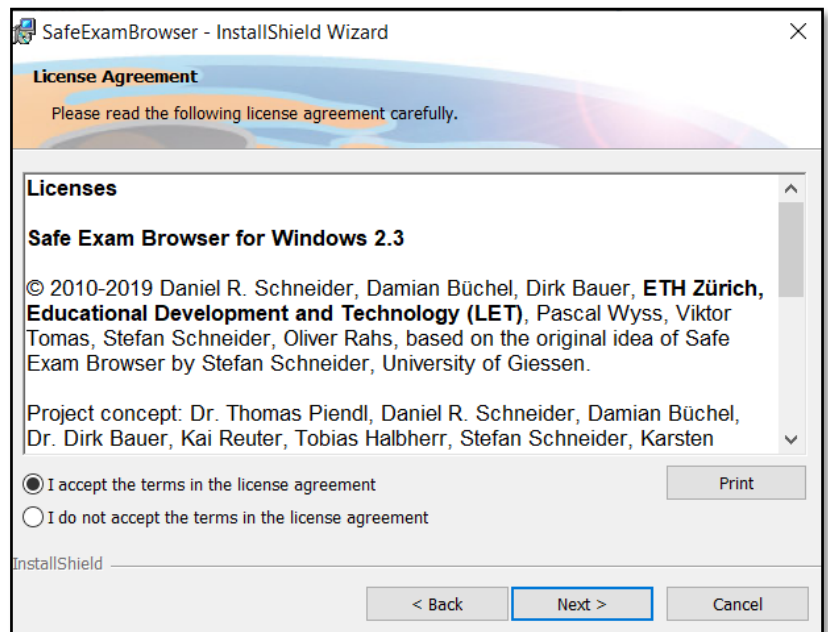 SafeExamBrowser - InstallShield Wizard
License Agreement
Please read the following license agreement carefully.
Licenses
Safe Exam Browser for Windows 2.3
© 2010-2019 Daniel R. Schneider, Damian Büchel, Dirk Bauer, ETH Zürich,
Educational Development and Technology (LET), Pascal Wyss, Viktor
Tomas, Stefan Schneider, Oliver Rahs, based on the original idea of Safe
Exam Browser by Stefan Schneider, University of Giessen.
Project concept: Dr. Thomas Piendl, Daniel R. Schneider, Damian Büchel,
Dr. Dirk Bauer, Kai Reuter, Tobias Halbherr, Stefan Schneider, Karsten
I accept the terms in the license agreement
Print
I do not accept the terms in the license agreement
InstallShield
< Back
Next >
Cancel